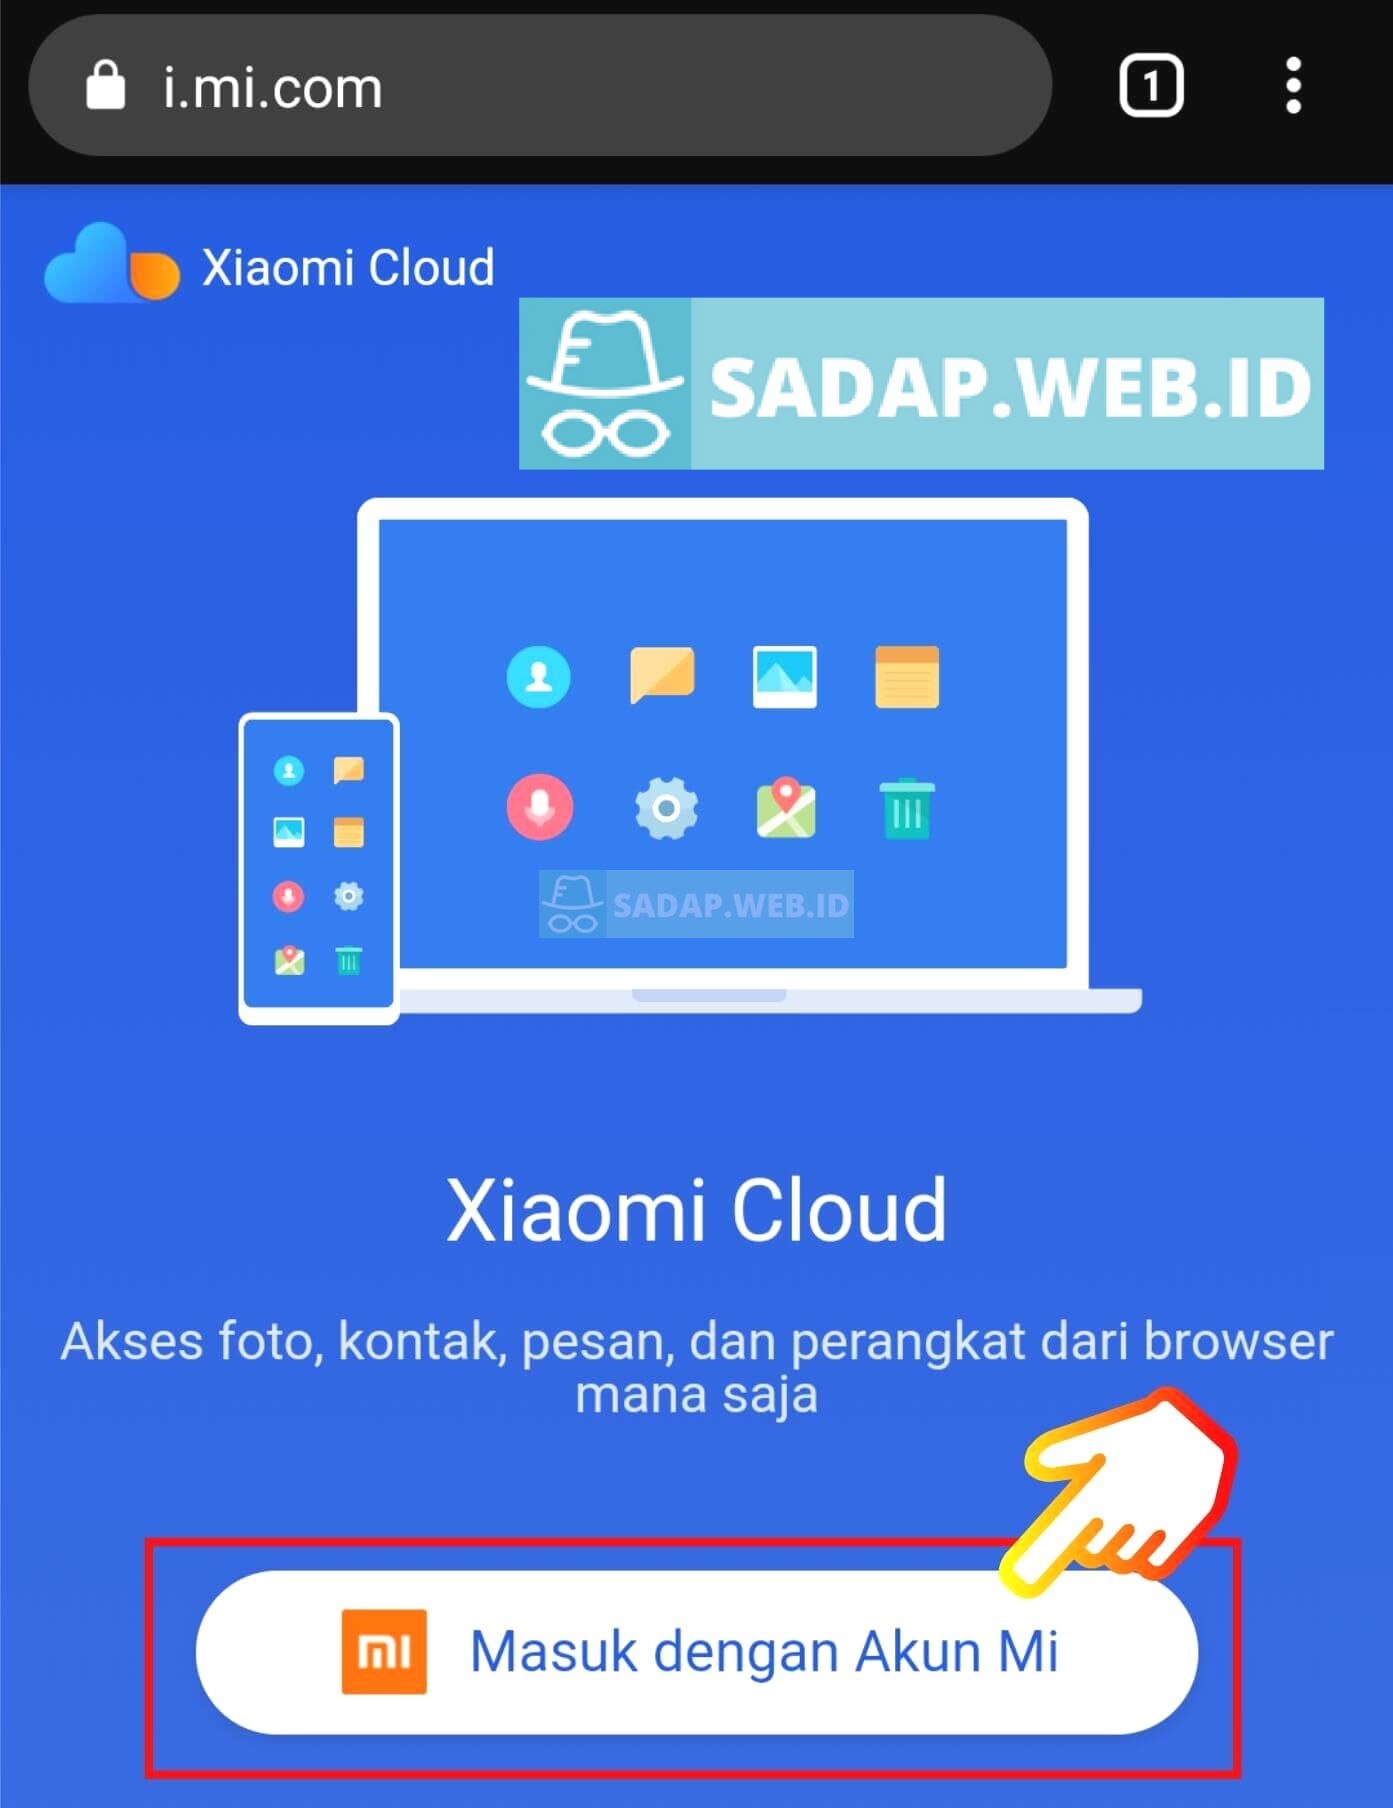 i.mi.com
1
Xiaomi Cloud
SADAP.WEB.ID
SADAP.WEB.ID
Xiaomi Cloud
Akses foto, kontak, pesan, dan perangkat dari browser
mana saja
mi Masuk dengan Akun Mi